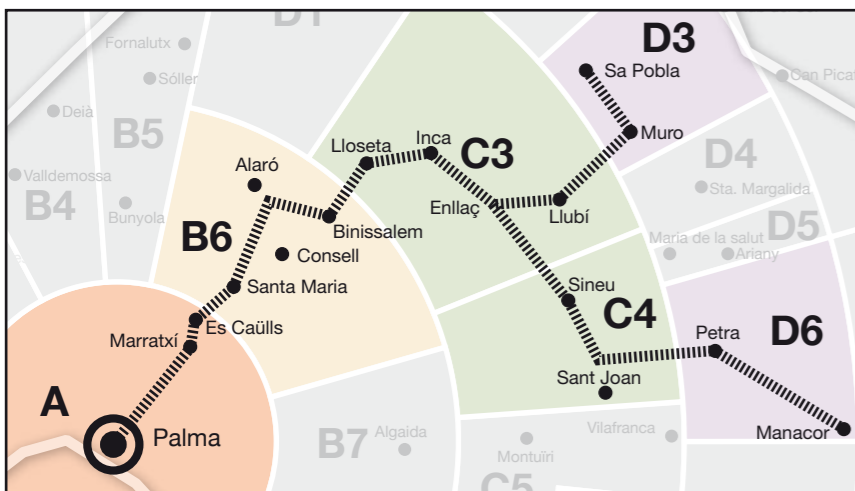 D1
D3
Fornalutx
Sóller
Sa Pobla
Can Picaf
Deià
B5
Muro
Inca
Lloseta
C3
Alaró
D4
Valldemossa
Sta. Margalida
B4
Bunyola
Enllaç
Llubí
B6
Binissalem
D5
Maria de la salut
Consell
Ariany
Santa Maria
Sineu
Es Caülls
C4
Petra
D6
Marratxí
Sant Joan
A
Palma
B7
Algaida
Vilafranca
Manacor
Montuïri
C5